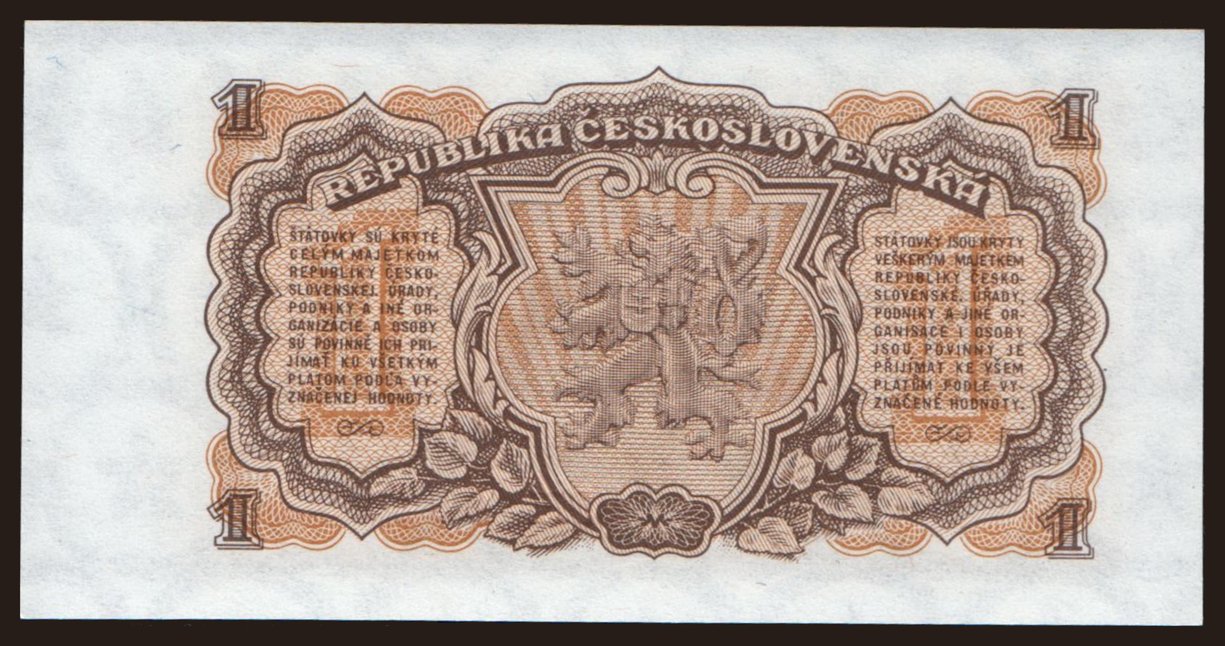 1
1
REPUBLIKA ČESKOSLOVENSKÁ
ŠTÁTOVKY SÚ KRYTÉ
CELÝM MAJETKOM
REPUBLIKY ČESKO-
SLOVENSKEJ. ÚRADY,
PODNIKY A INÉ OR-
GANIZÁCIE A OSOBY
SÚ POVINNÉ ICH PRI-
JÍMAŤ KU VŠETKÝM
PLATOM PODĽA VY-
ZNAČENEJ HODNOTY.
STÁTOVKY JSOU KRYTY
VEŠKERÝM MAJETKEM
REPUBLIKY ČESKO-
SLOVENSKÉ. ÚŘADY,
PODNIKY A JINÉ OR-
GANISACE I OSOBY
JSOU POVINNY JE
PŘIJÍMAT KE VŠEM
PLATŮM PODLE VY-
ZNAČENÉ HODNOTY.
1
1